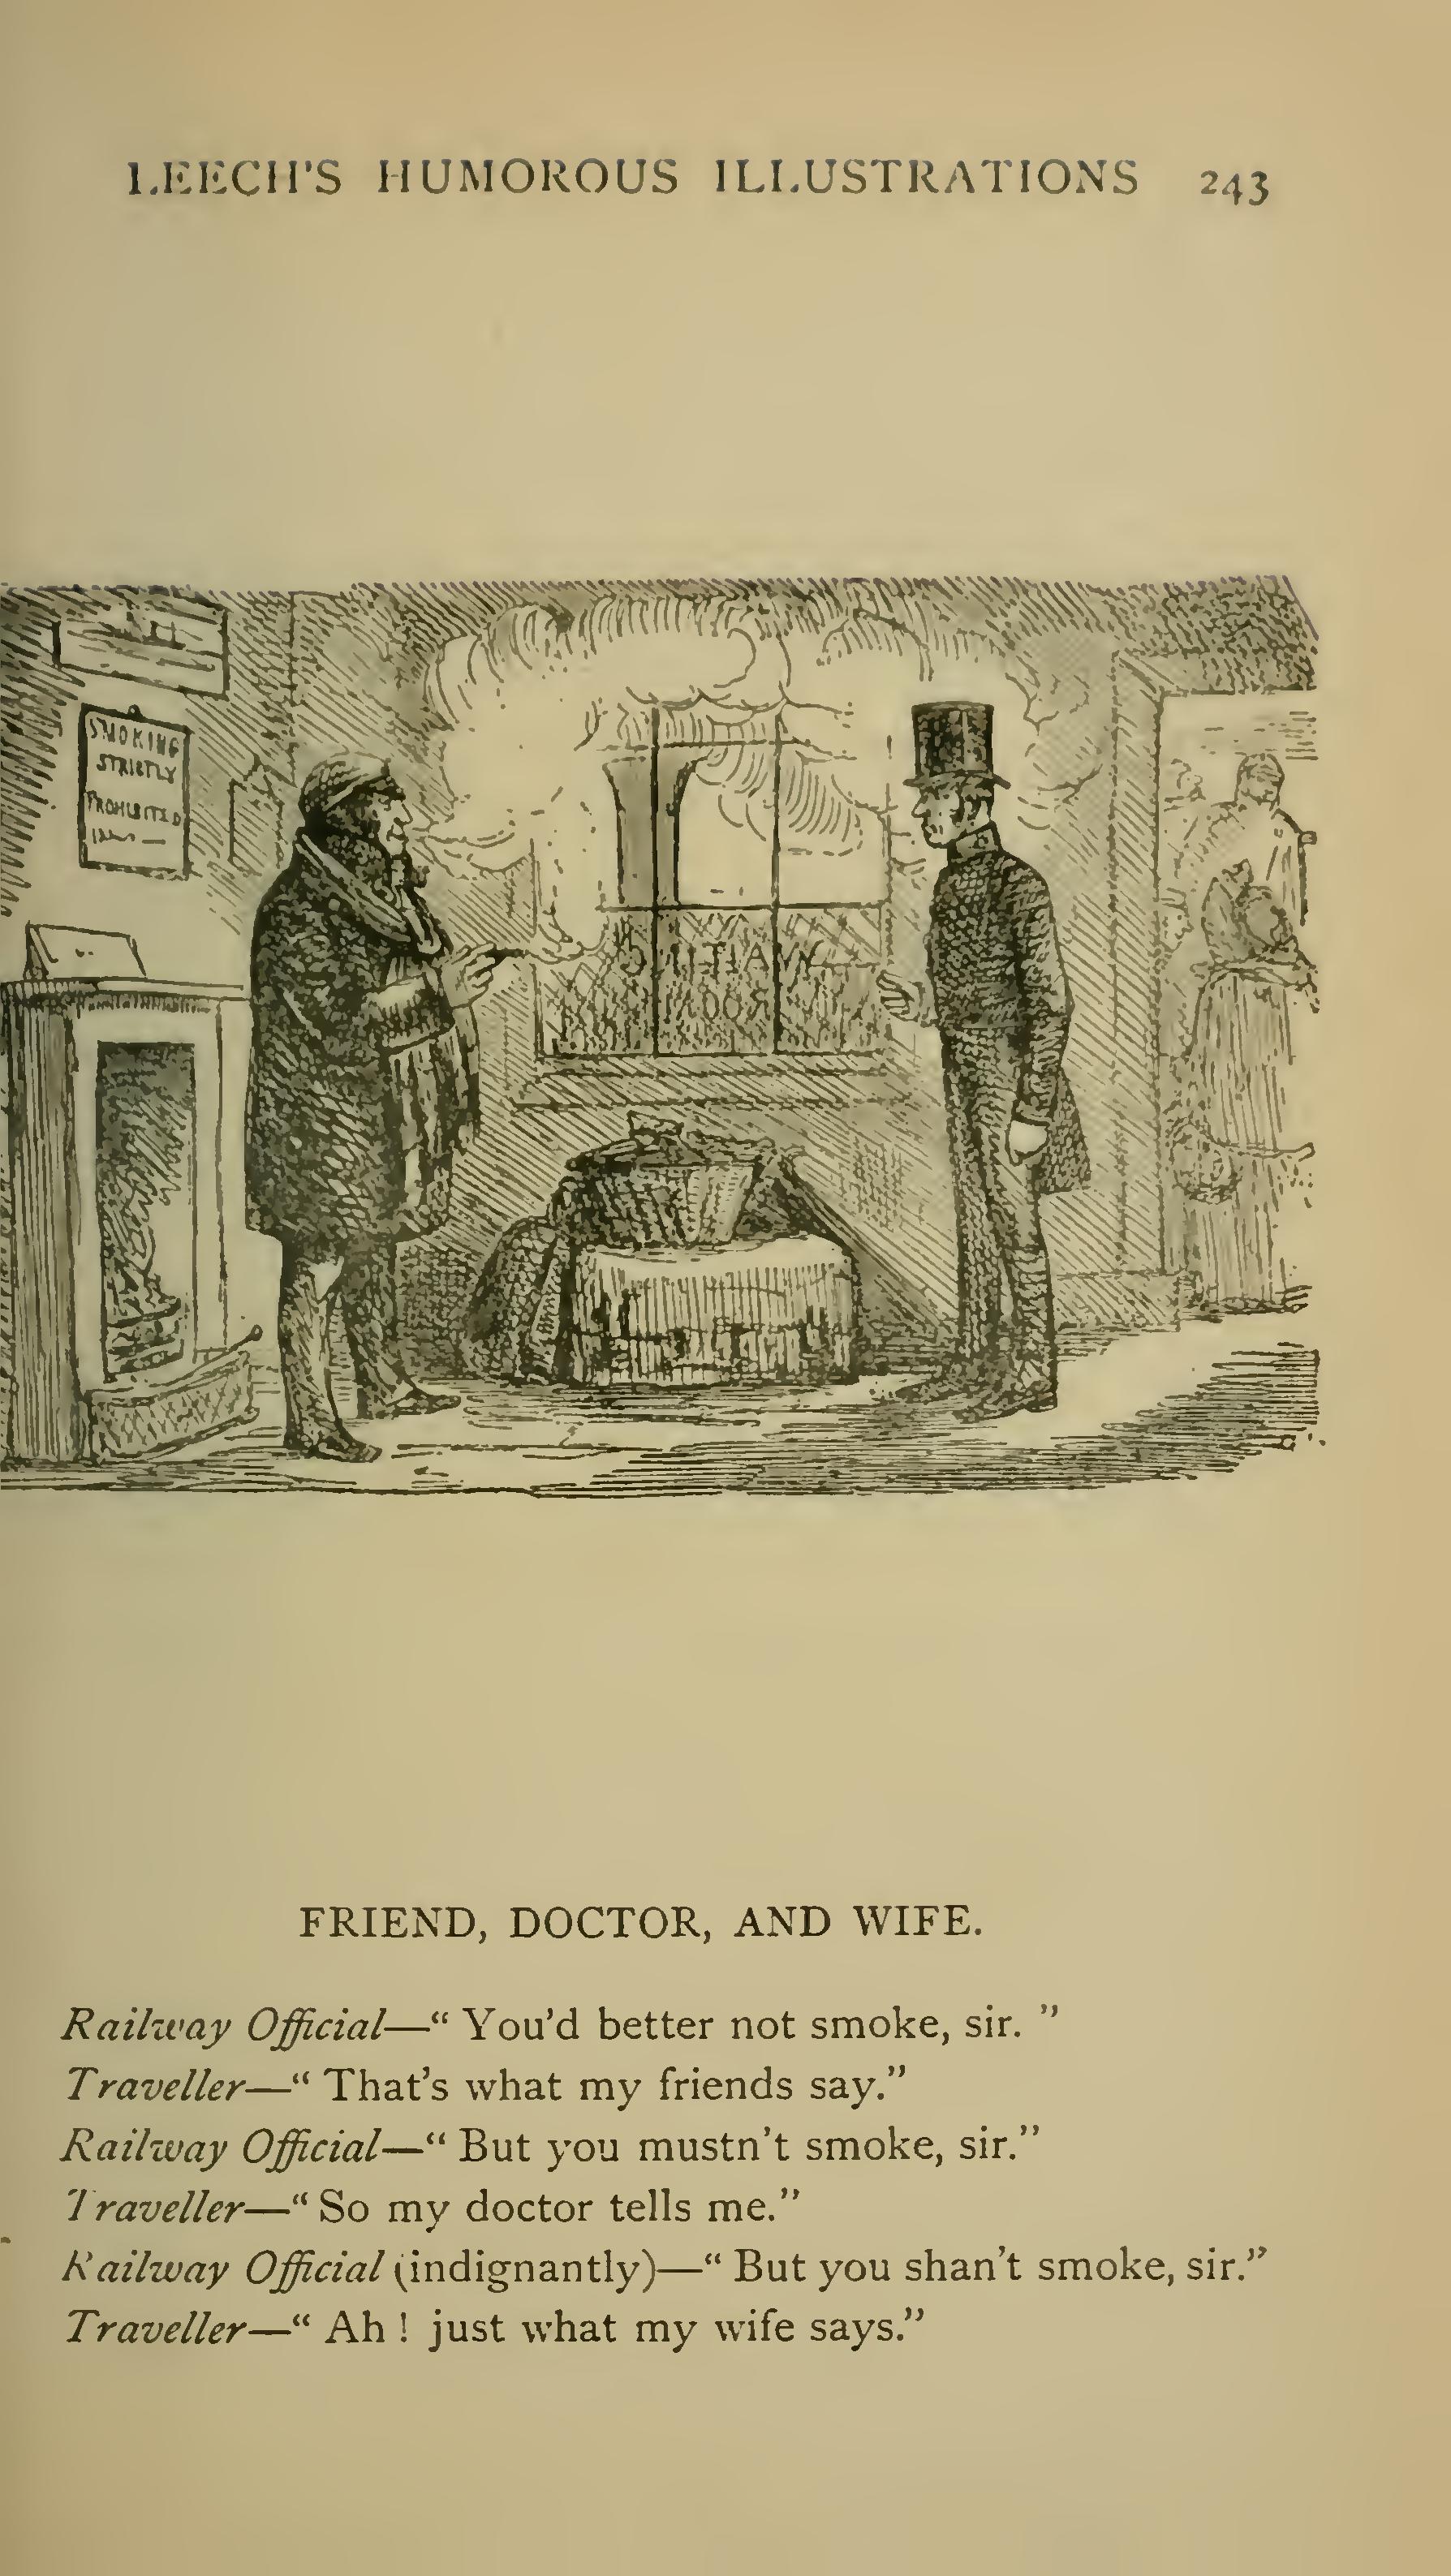 LEECH'S HUMOROUS ILLUSTRATIONS 243
SMOKING
STRICTLY
PROHIBITED
WAITING
ROOM
FRIEND, DOCTOR, AND WIFE.
Railway Official—“ You’d better not smoke, sir. ”
Traveller—“ That’s what my friends say.”
Railway Official—“ But you mustn’t smoke, sir.”
Traveller—“ So my doctor tells me.”
Railway Official (indignantly)—“ But you shan’t smoke, sir.”
Traveller—“ Ah ! just what my wife says.”